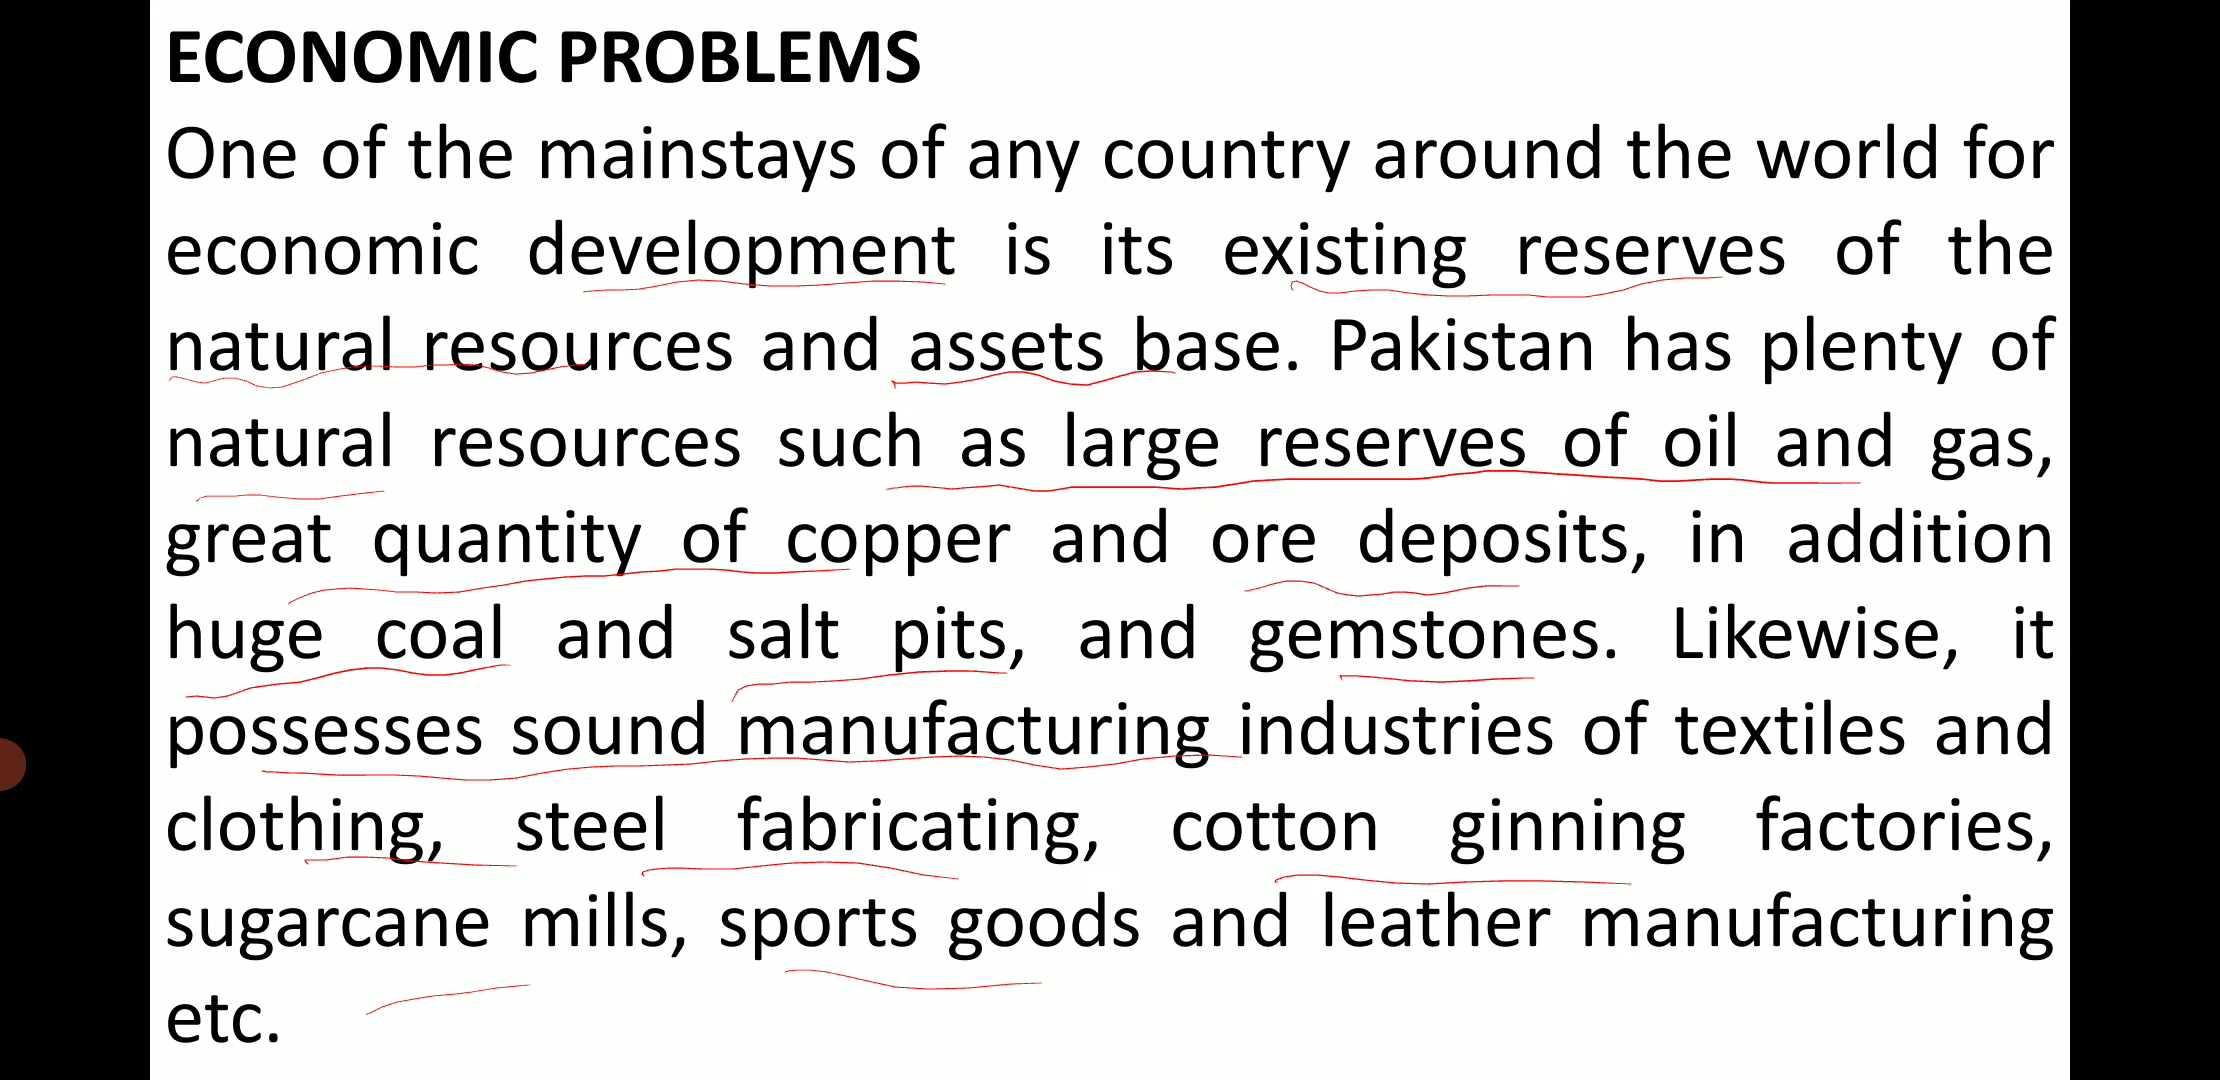 ECONOMIC PROBLEMS
One of the mainstays of any country around the world for
economic development is its existing reserves of the
natural resources and assets base. Pakistan has plenty of
natural resources such as large reserves of oil and gas,
great quantity of copper and ore deposits, in addition
huge coal and salt pits, and gemstones. Likewise, it
possesses sound manufacturing industries of textiles and
clothing, steel fabricating, cotton ginning factories,
sugarcane mills, sports goods and leather manufacturing
etc.